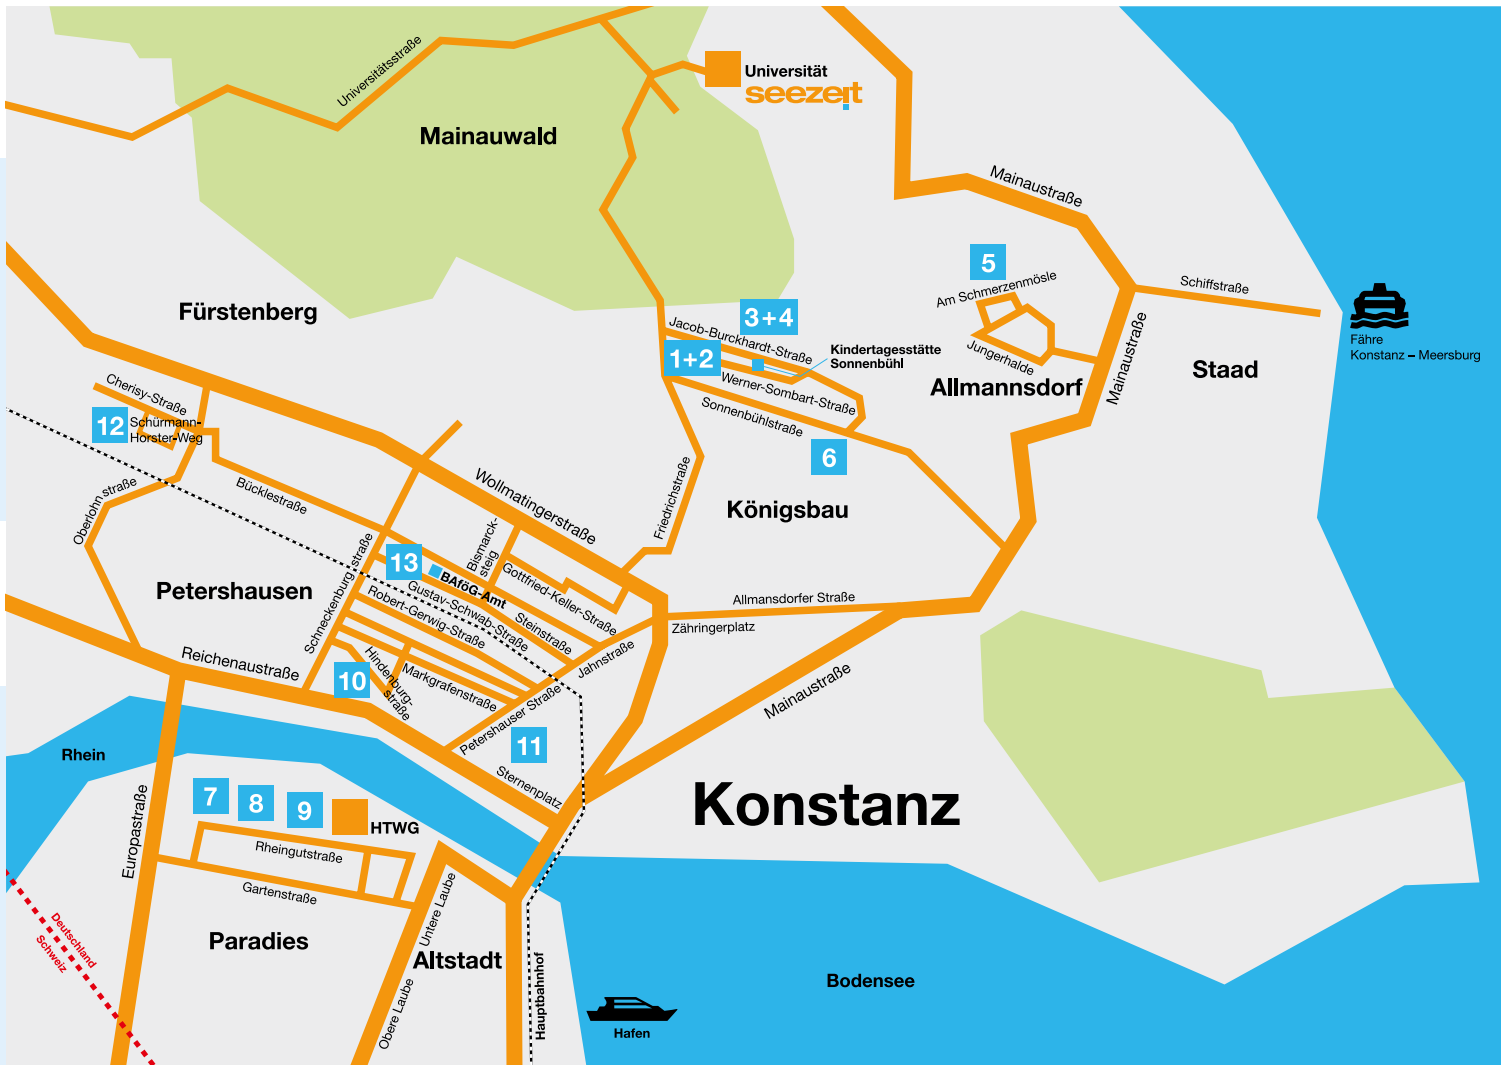 Universitätsstraße
Universität
seezeit
Mainauwald
Mainaustraße
5
Am Schmerzenmösle
Schiffstraße
Fürstenberg
3+4
Jacob-Burckhardt-Straße
Jungerhalde
Mainaustraße
Fähre
Konstanz – Meersburg
1+2
Kindertagesstätte
Sonnenbühl
Werner-Sombart-Straße
Allmannsdorf
Staad
Cherisy-Straße
12
Schürmann-
Horster-Weg
Sonnenbühlstraße
6
Oberlohnstraße
Bücklestraße
Wollmatingerstraße
Friedrichstraße
Königsbau
Bismarck-
steig
13
BAföG-Amt
Gottfried-Keller-Straße
Petershausen
Schneckenburgstraße
Gustav-Schwab-Straße
Steinstraße
Robert-Gerwig-Straße
Allmansdorfer Straße
Zähringerplatz
Reichenaustraße
Jahnstraße
10
Hindenburg-
straße
Markgrafenstraße
Petershauser Straße
Mainaustraße
11
Sternenplatz
Rhein
7
8
9
HTWG
Konstanz
Europastraße
Rheingutstraße
Gartenstraße
Untere Laube
Deutschland
Schweiz
Paradies
Altstadt
Obere Laube
Hauptbahnhof
Bodensee
Hafen